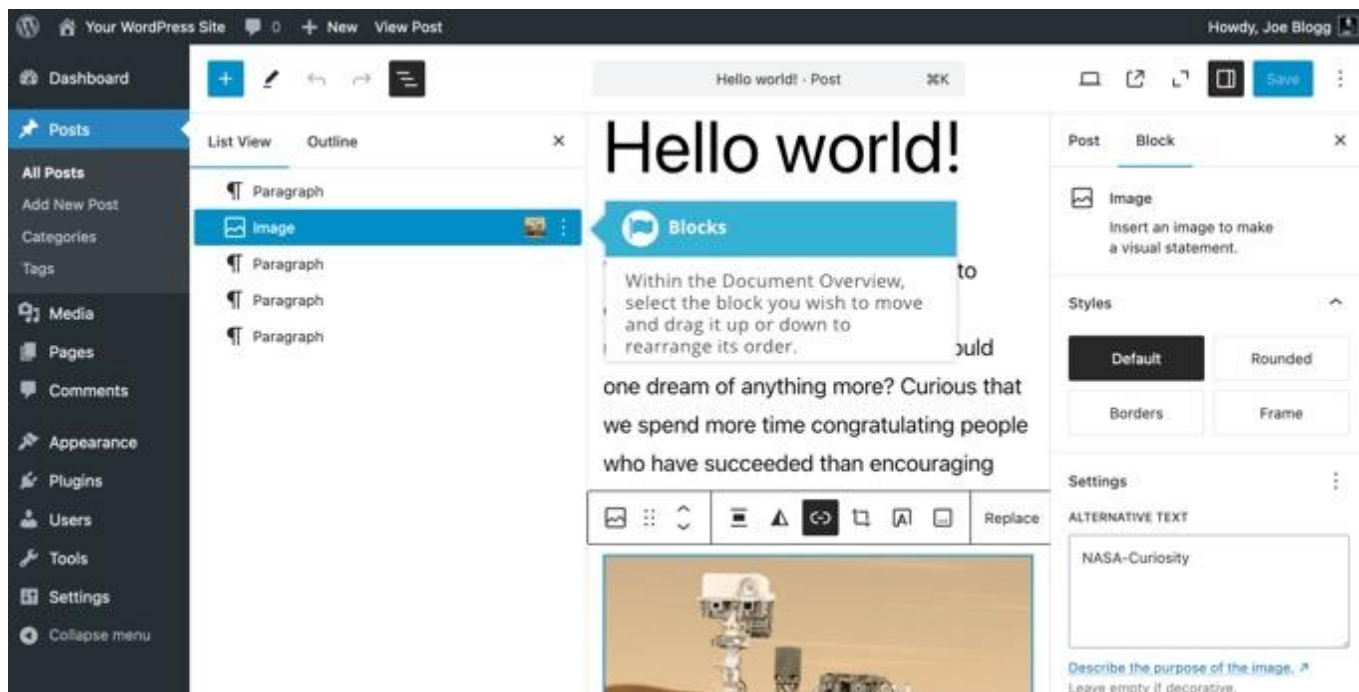 Your WordPress Site 0 + New View Post Howdy, Joe Blogg
Dashboard
Posts
All Posts
Add New Post
Categories
Tags
Media
Pages
Comments
Appearance
Plugins
Users
Tools
Settings
Collapse menu
Hello world! · Post ⌘K
Save
List View Outline
Paragraph
Image
Paragraph
Paragraph
Paragraph
Hello world!
Blocks
Within the Document Overview,
select the block you wish to move
and drag it up or down to
rearrange its order.
to
one dream of anything more? Curious that
we spend more time congratulating people
who have succeeded than encouraging
Replace
Post Block
Image
Insert an image to make
a visual statement.
Styles
Default Rounded
Borders Frame
Settings
ALTERNATIVE TEXT
NASA-Curiosity
Describe the purpose of the image.
Leave empty if decorative.